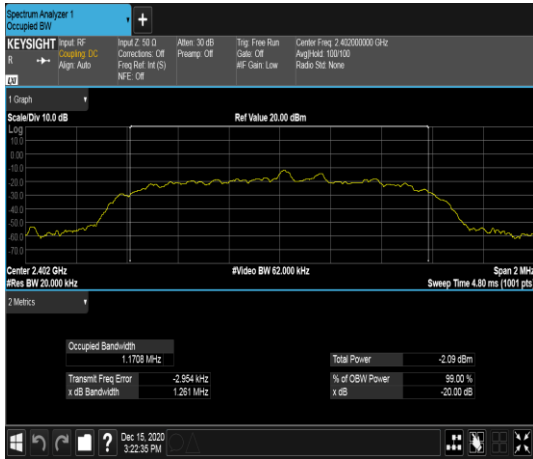 Spectrum Analyzer 1
Occupied BW
+
KEYSIGHT Input: RF Input Z: 50 Ω Atten: 30 dB Trig: Free Run Center Freq: 2.402000000 GHz
Coupling: DC Corrections: Off Preamp: Off Gate: Off Avg|Hold: 100/100
R Align: Auto Freq Ref: Int (S) #IF Gain: Low Radio Std: None
NFE: Off
LXI
1 Graph
Scale/Div 10.0 dB Ref Value 20.00 dBm
Log
10.0
0.00
-10.0
-20.0
-30.0
-40.0
-50.0
-60.0
-70.0
Center 2.402 GHz #Video BW 62.000 kHz Span 2 MHz
#Res BW 20.000 kHz Sweep Time 4.80 ms (1001 pts)
2 Metrics
Occupied Bandwidth
1.1708 MHz Total Power -2.09 dBm
Transmit Freq Error -2.954 kHz % of OBW Power 99.00 %
x dB Bandwidth 1.261 MHz x dB -20.00 dB
? Dec 15, 2020
3:22:35 PM